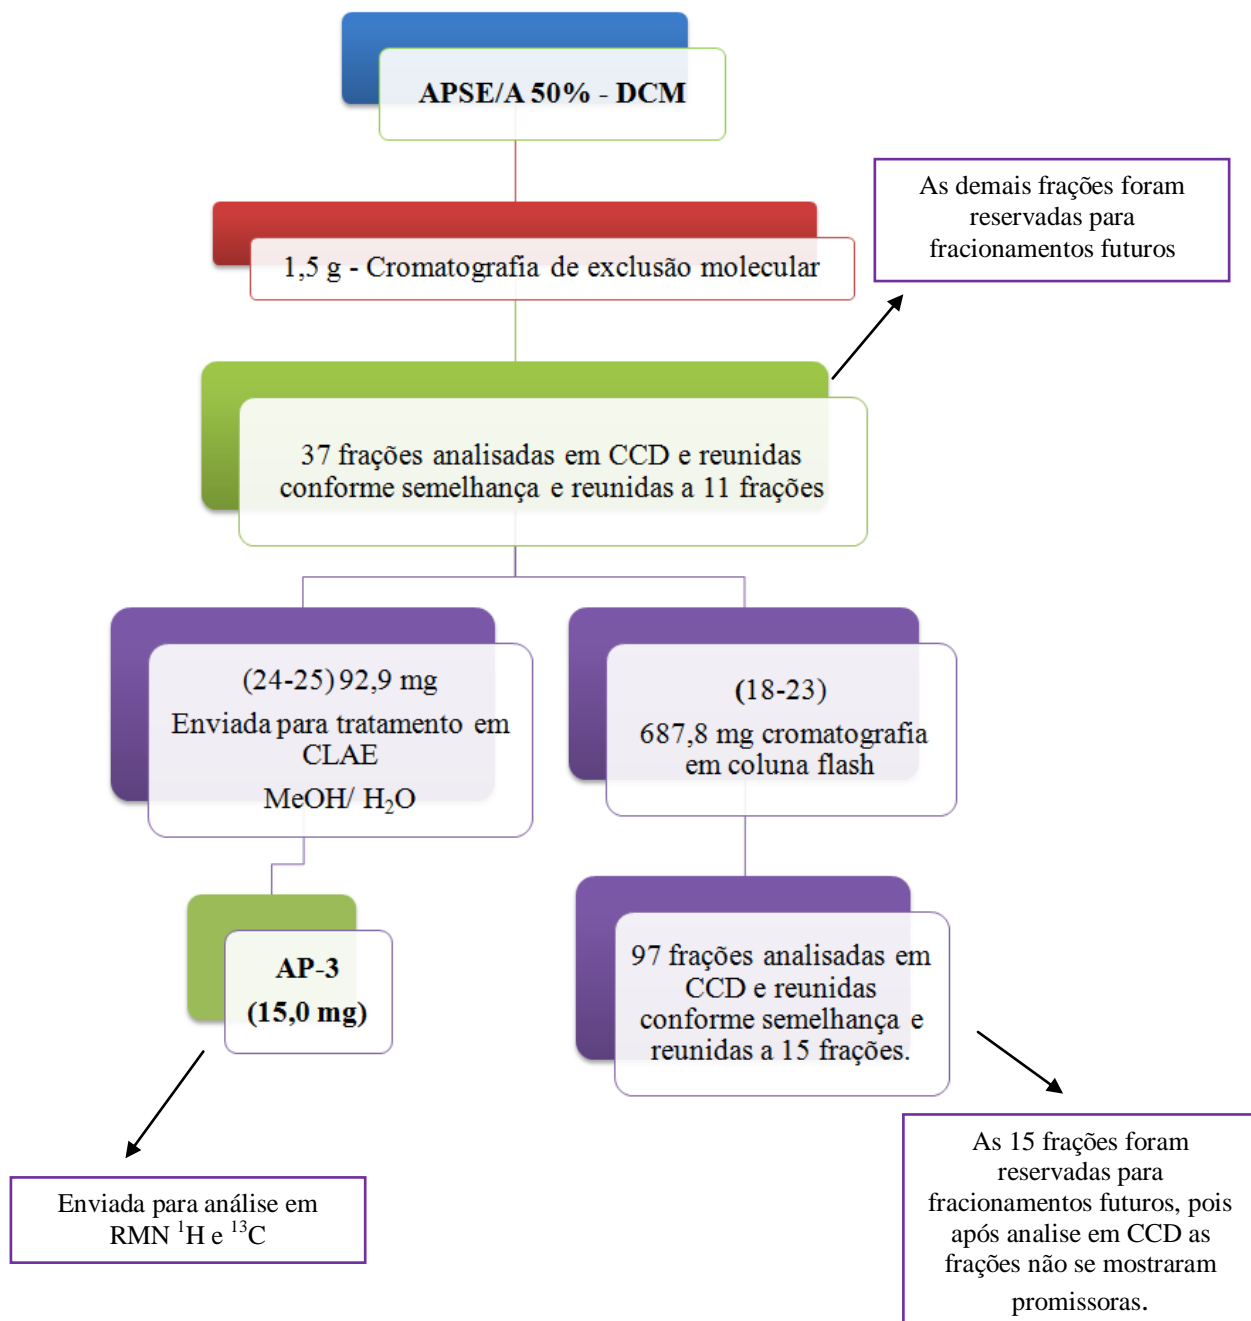 APSE/A 50% - DCM
1,5 g - Cromatografia de exclusão molecular
As demais frações foram
reservadas para
fracionamentos futuros
37 frações analisadas em CCD e reunidas
conforme semelhança e reunidas a 11 frações
(24-25) 92,9 mg
Enviada para tratamento em
CLAE
MeOH/ H₂O
(18-23)
687,8 mg cromatografia
em coluna flash
AP-3
(15,0 mg)
97 frações analisadas em
CCD e reunidas
conforme semelhança e
reunidas a 15 frações.
Enviada para análise em
RMN ¹H e ¹³C
As 15 frações foram
reservadas para
fracionamentos futuros, pois
após analise em CCD as
frações não se mostraram
promissoras.